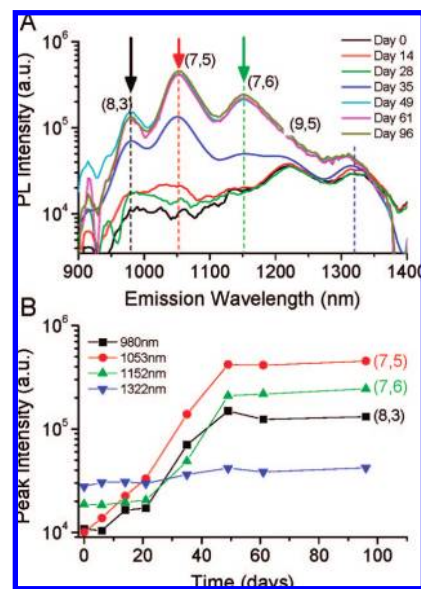 A
PL Intensity (a.u.)
10^6
10^5
10^4
(8,3)
(7,5)
(7,6)
(9,5)
Day 0
Day 14
Day 28
Day 35
Day 49
Day 61
Day 96
900 1000 1100 1200 1300 1400
Emission Wavelength (nm)
B
Peak Intensity (a.u.)
10^6
10^5
10^4
980nm
1053nm
1152nm
1322nm
(7,5)
(7,6)
(8,3)
0 20 40 60 80 100
Time (days)